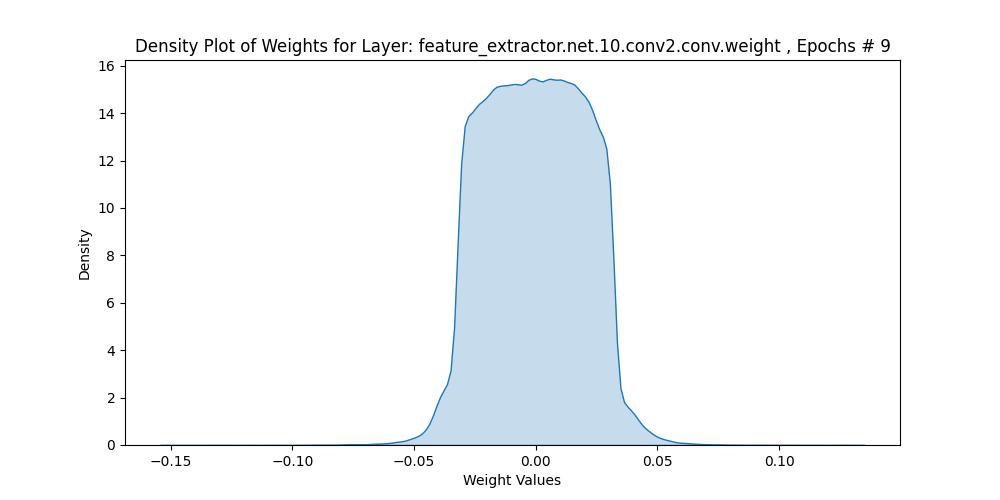 Density Plot of Weights for Layer: feature_extractor.net.10.conv2.conv.weight , Epochs # 9
16
14
12
10
8
6
4
2
0
Density
−0.15 −0.10 −0.05 0.00 0.05 0.10
Weight Values